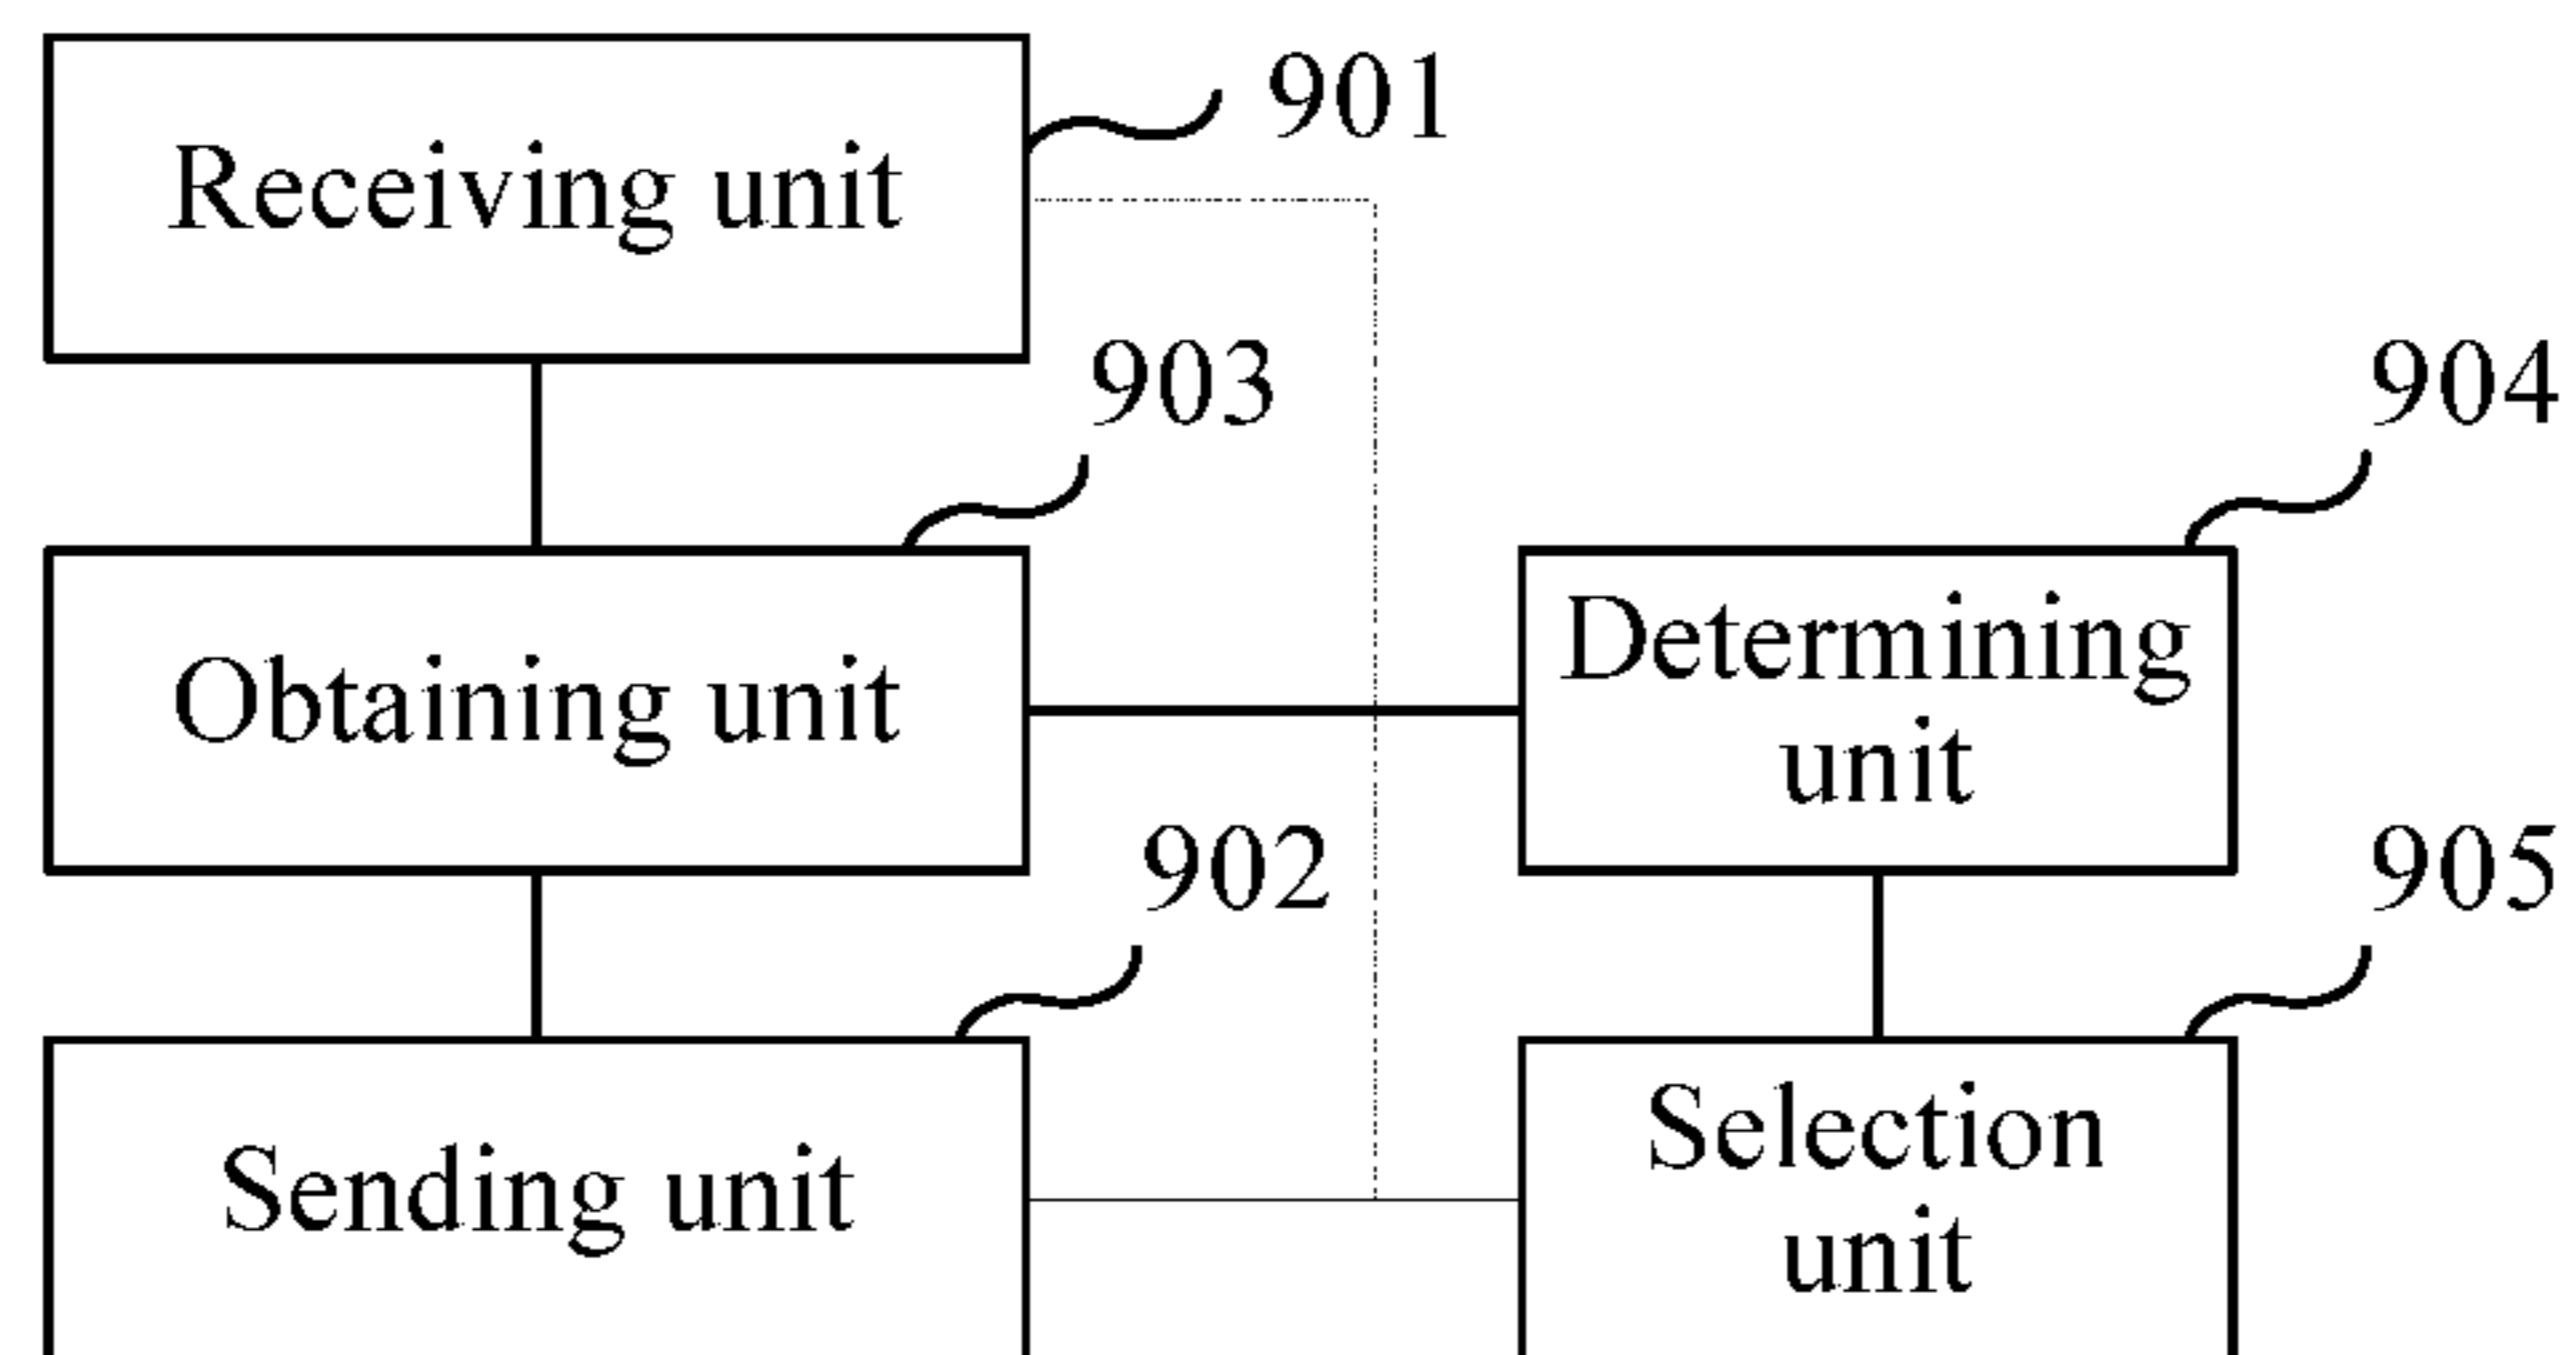 901
Receiving unit
903
904
Obtaining unit
Determining
unit
902
905
Sending unit
Selection
unit